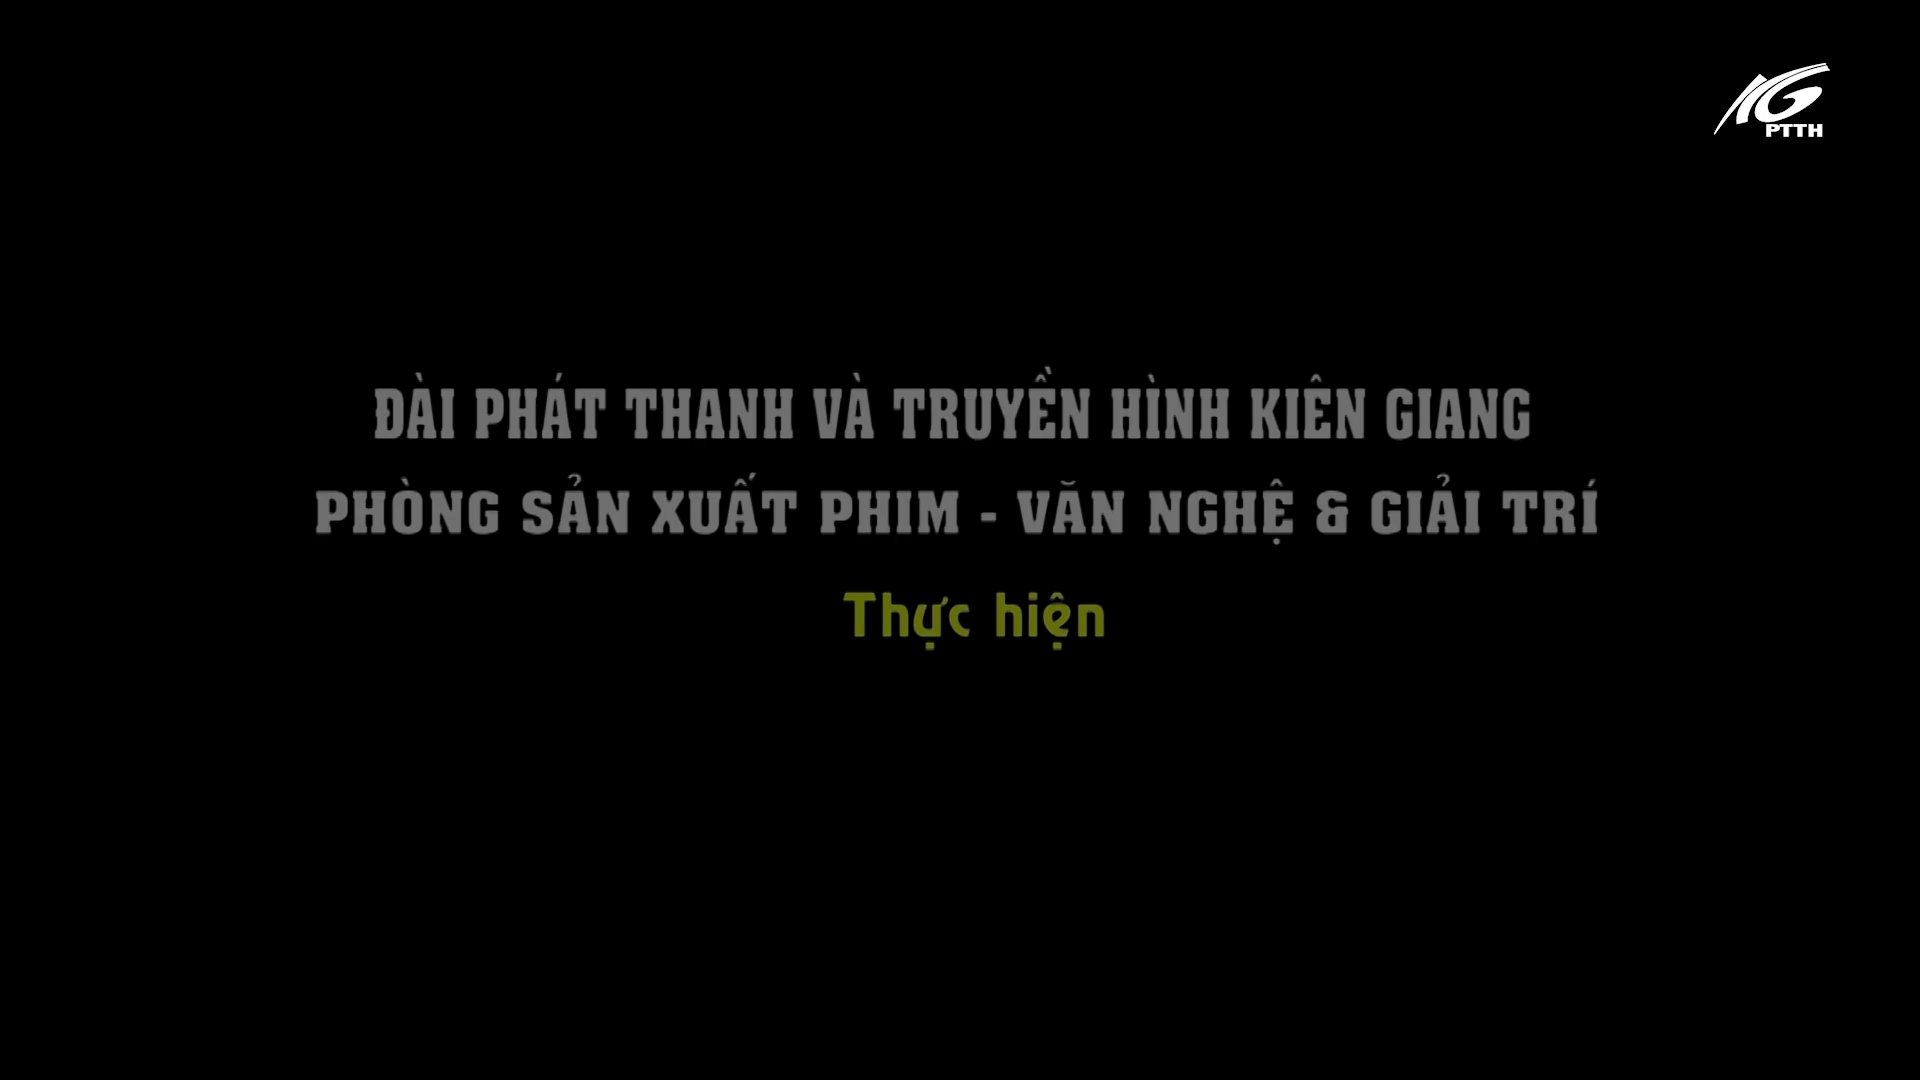 KG
PTTH
ĐÀI PHÁT THANH VÀ TRUYỀN HÌNH KIÊN GIANG
PHÒNG SẢN XUẤT PHIM - VĂN NGHỆ & GIẢI TRÍ
Thực hiện